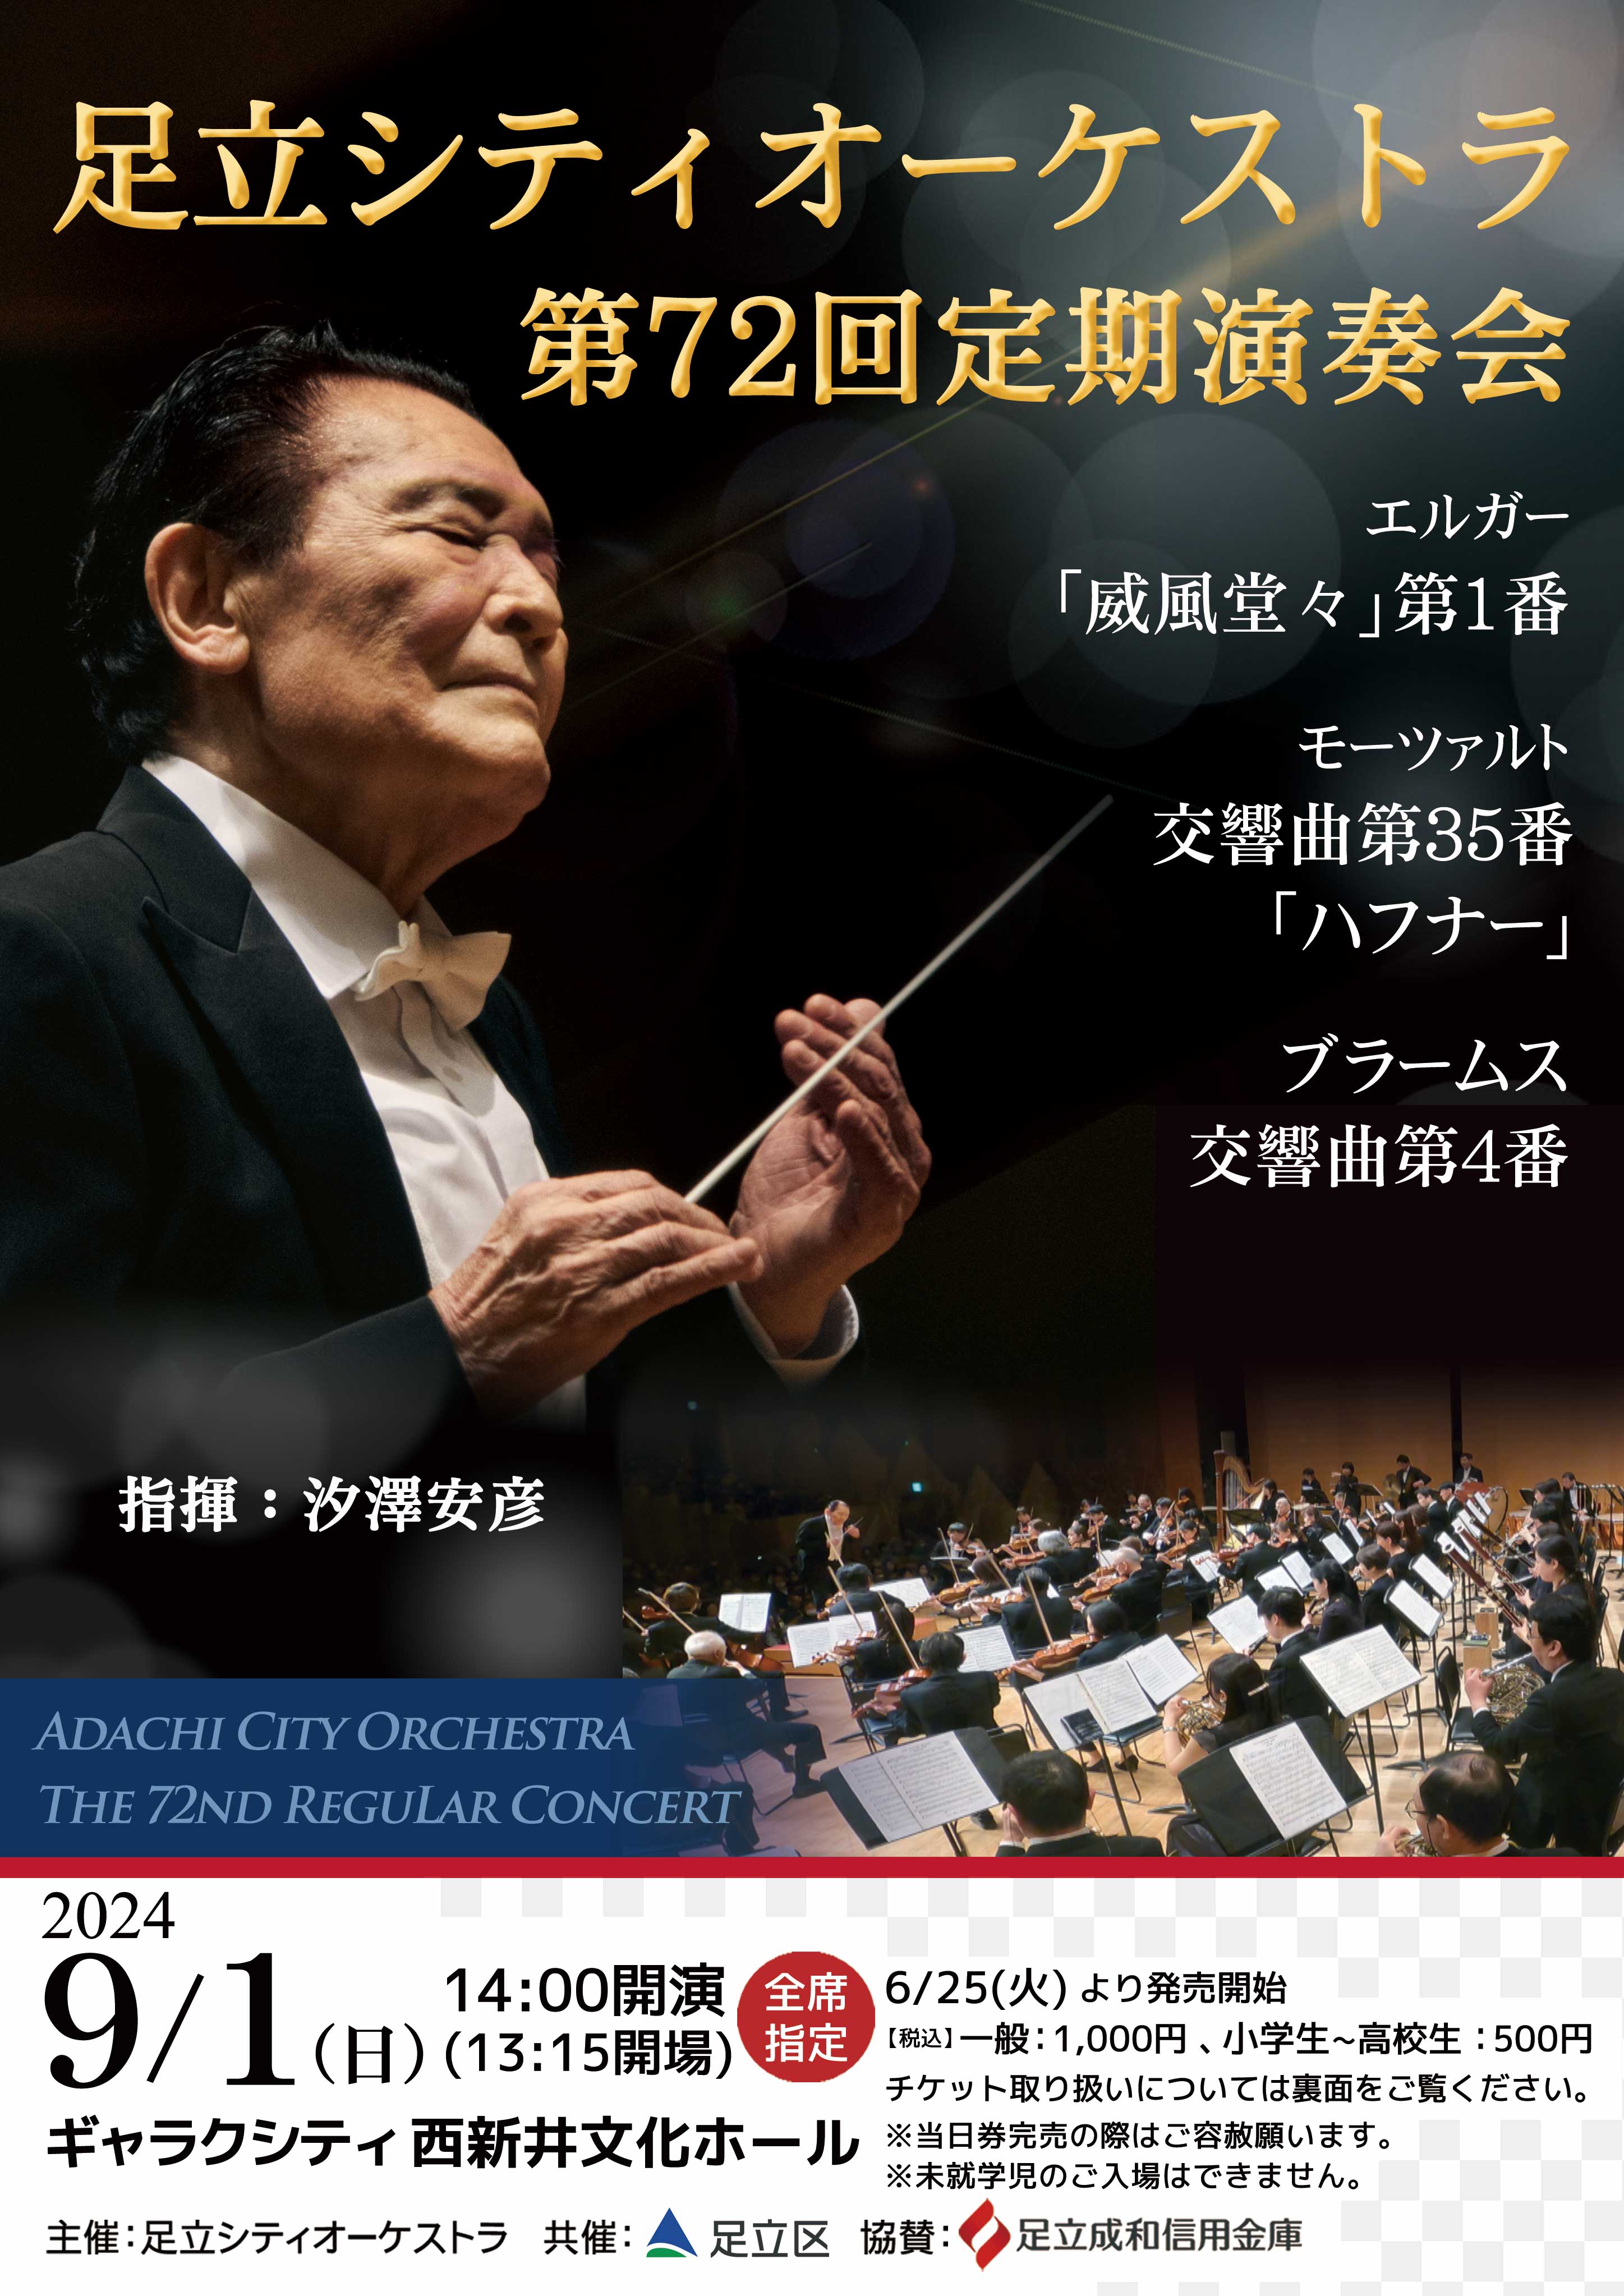 足立シティオーケストラ
第72回定期演奏会
エルガー
「威風堂々」第1番
モーツァルト
交響曲第35番
「ハフナー」
ブラームス
交響曲第4番
指揮：汐澤安彦
ADACHI CITY ORCHESTRA
THE 72ND REGULAR CONCERT
2024
9/1(日)
14:00開演
(13:15開場)
全席
指定
6/25(火)より発売開始
【税込】一般：1,000円、小学生～高校生：500円
チケット取り扱いについては裏面をご覧ください。
※当日券完売の際はご容赦願います。
※未就学児のご入場はできません。
ギャラクシティ西新井文化ホール
主催：足立シティオーケストラ 共催：足立区 協賛：足立成和信用金庫